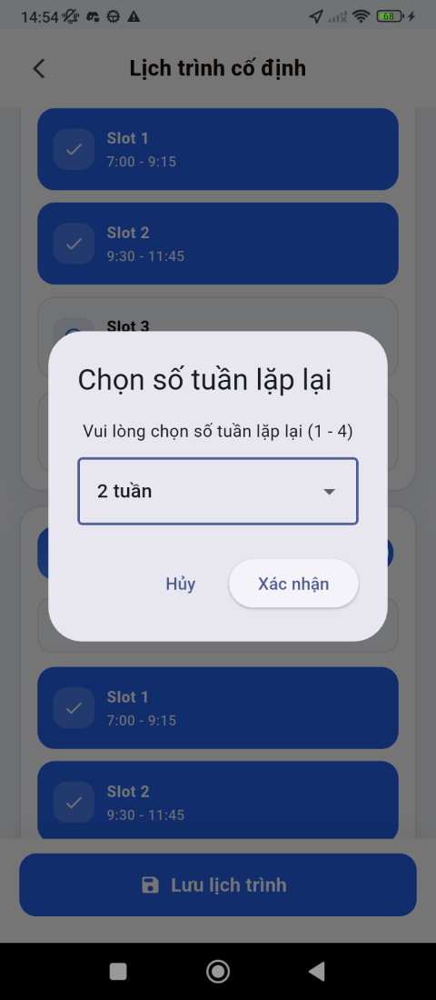 14:54
68
Lịch trình cố định
Slot 1
7:00 - 9:15
Slot 2
9:30 - 11:45
Slot 3
Chọn số tuần lặp lại
Vui lòng chọn số tuần lặp lại (1 - 4)
2 tuần
Hủy
Xác nhận
Slot 1
7:00 - 9:15
Slot 2
9:30 - 11:45
Lưu lịch trình